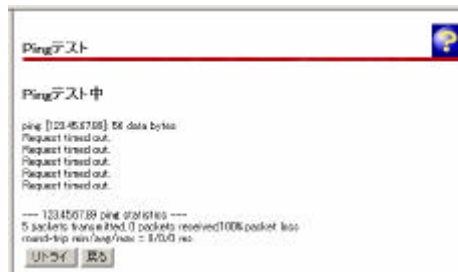 Pingテスト
Pingテスト中
ping [123.45.67.89]: 56 data bytes
Request timed out.
Request timed out.
Request timed out.
Request timed out.
Request timed out.
--- 123.45.67.89 ping statistics ---
5 packets transmitted, 0 packets received100% packet loss
round-trip min/avg/max = 0/0/0 ms
リトライ 戻る